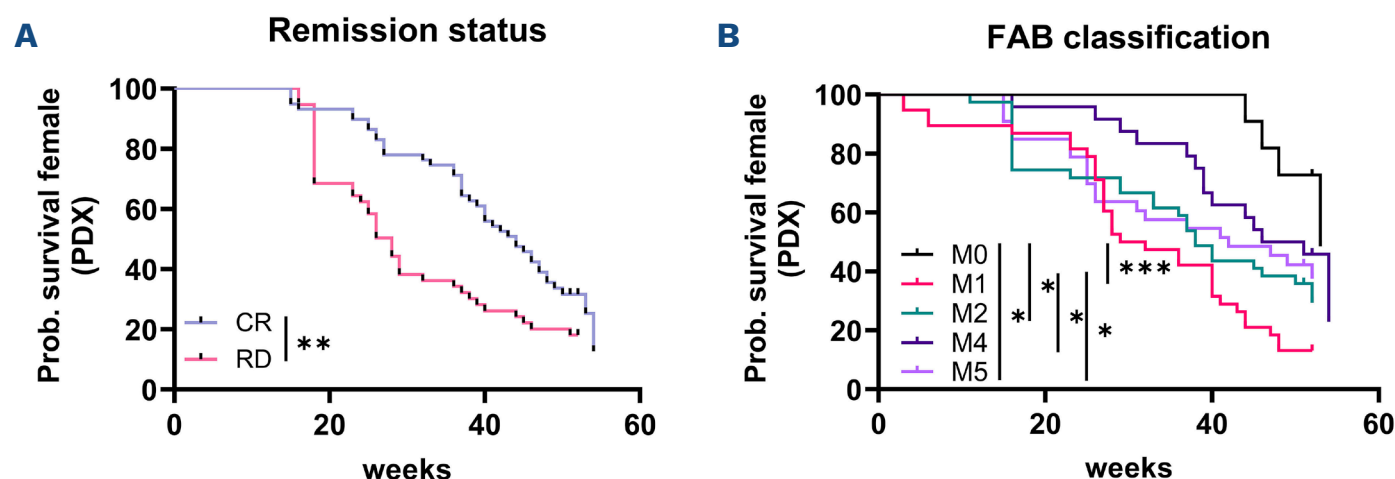 A
Remission status
Prob. survival female
(PDX)
100
80
60
40
20
0
CR
RD
**
0 20 40 60
weeks
B
FAB classification
Prob. survival female
(PDX)
100
80
60
40
20
0
M0
M1
M2
M4
M5
*
*
*
*
***
0 20 40 60
weeks